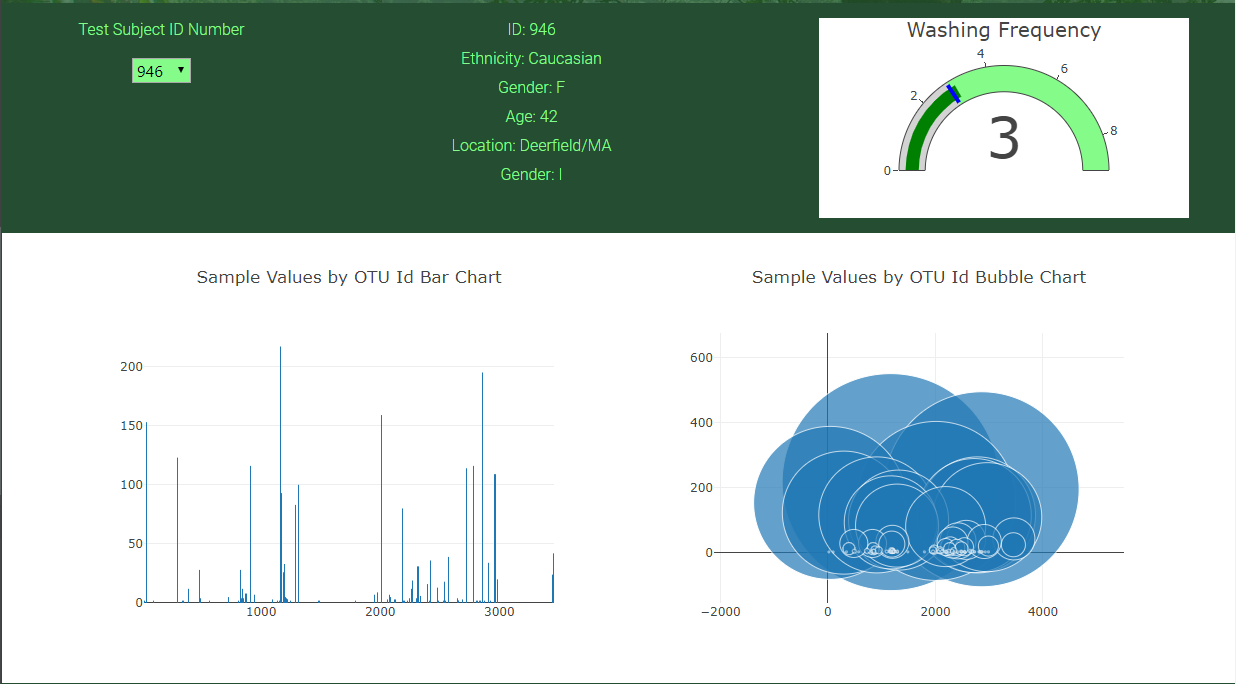 Test Subject ID Number
946
ID: 946
Ethnicity: Caucasian
Gender: F
Age: 42
Location: Deerfield/MA
Gender: I
Washing Frequency
0
2
4
6
8
3
Sample Values by OTU Id Bar Chart
200
150
100
50
0
1000 2000 3000
Sample Values by OTU Id Bubble Chart
600
400
200
0
−2000 0 2000 4000